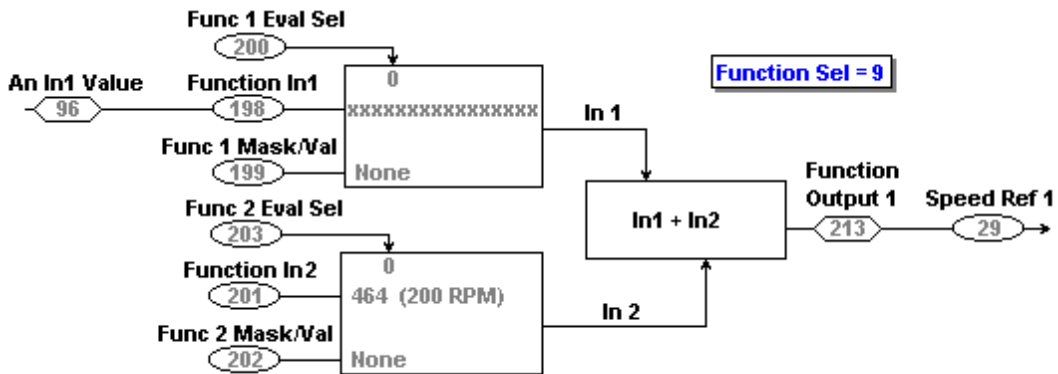 Func 1 Eval Sel
200
An In1 Value
96
Function In1
198
Func 1 Mask/Val
199
0
xxxxxxxxxxxxxxxx
None
Function Sel = 9
In 1
Func 2 Eval Sel
203
Function In2
201
Func 2 Mask/Val
202
0
464 (200 RPM)
None
In 2
In1 + In2
Function
Output 1
213
Speed Ref 1
29